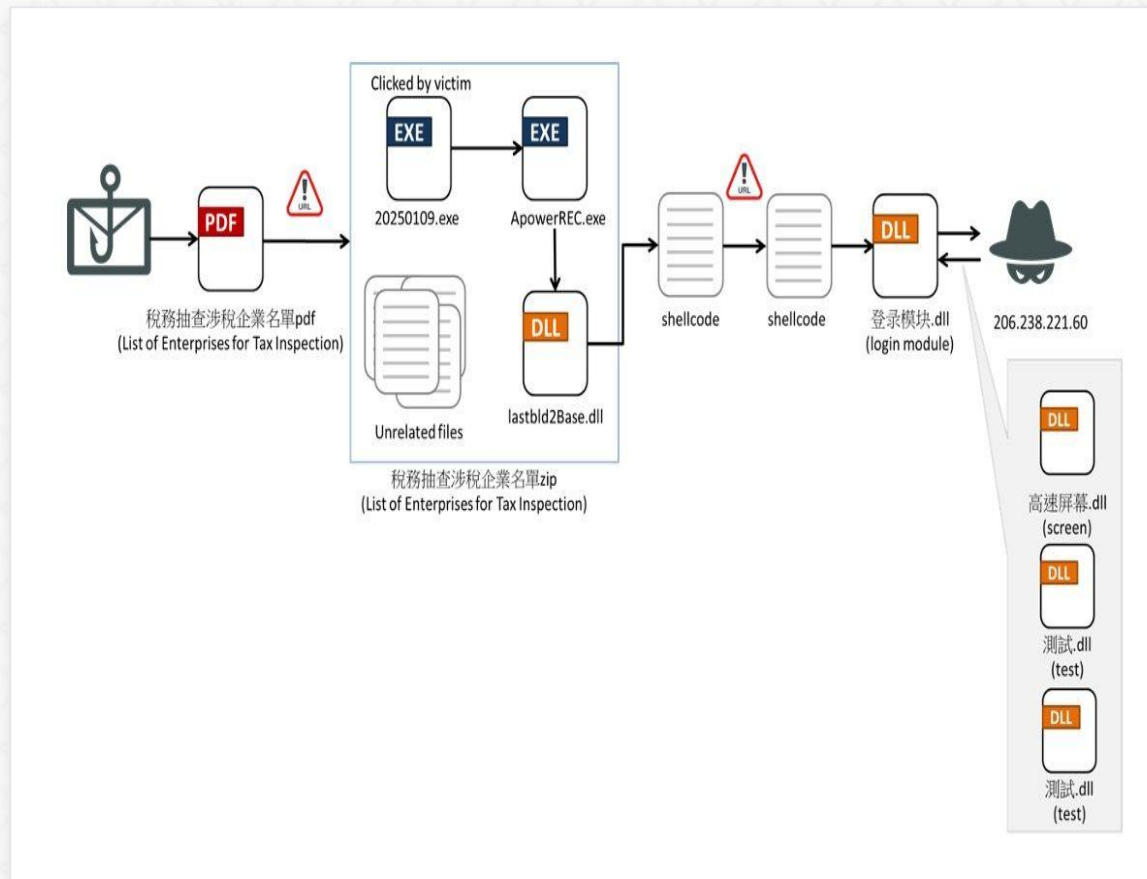 Clicked by victim
EXE
20250109.exe
EXE
ApowerREC.exe
PDF
稅務抽查涉稅企業名單pdf
(List of Enterprises for Tax Inspection)
!
URL
Unrelated files
DLL
lastbld2Base.dll
稅務抽查涉稅企業名單zip
(List of Enterprises for Tax Inspection)
shellcode
!
URL
shellcode
DLL
登录模块.dll
(login module)
206.238.221.60
DLL
高速屏幕.dll
(screen)
DLL
測試.dll
(test)
DLL
測試.dll
(test)